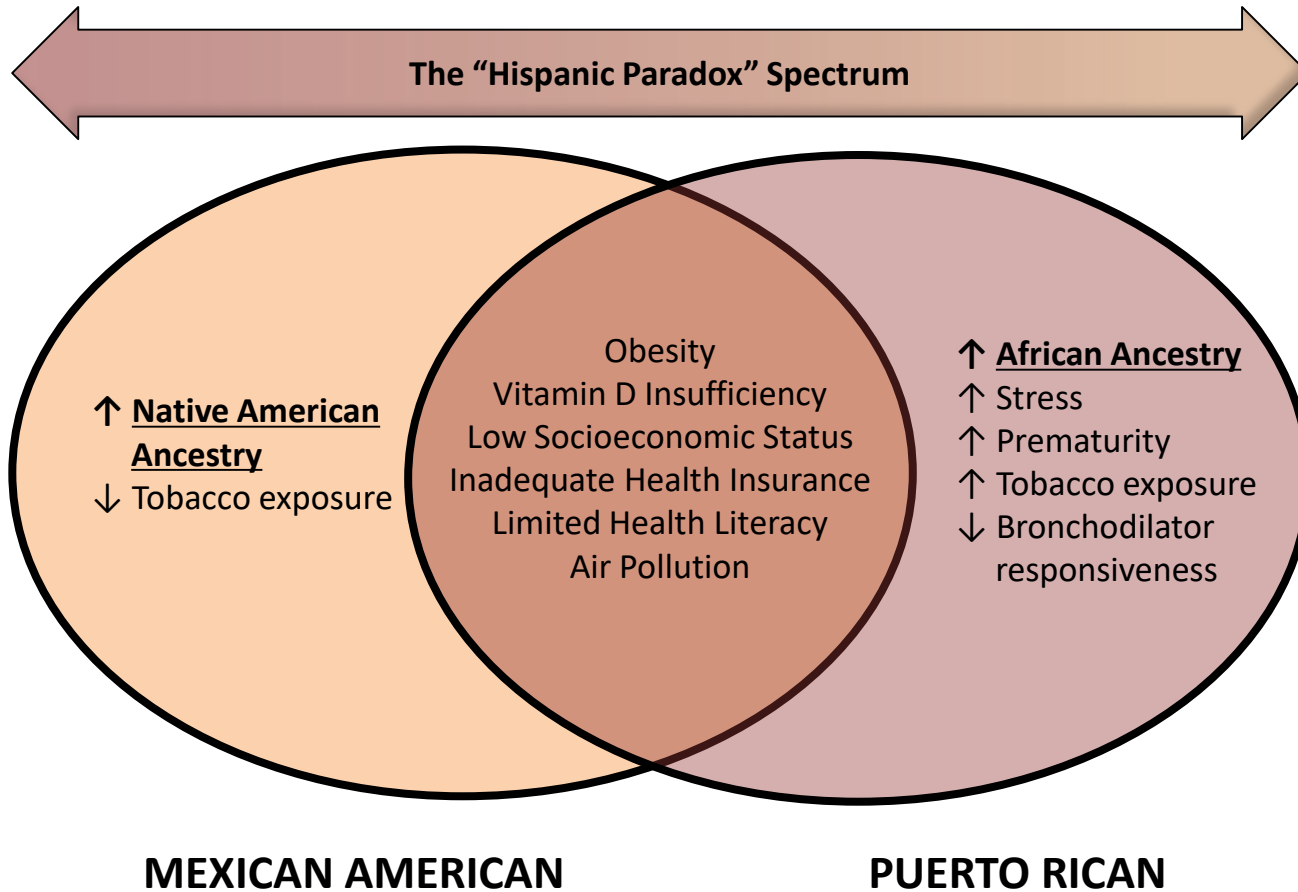 The “Hispanic Paradox” Spectrum
↑ Native American
Ancestry
↓ Tobacco exposure
Obesity
Vitamin D Insufficiency
Low Socioeconomic Status
Inadequate Health Insurance
Limited Health Literacy
Air Pollution
↑ African Ancestry
↑ Stress
↑ Prematurity
↑ Tobacco exposure
↓ Bronchodilator
responsiveness
MEXICAN AMERICAN
PUERTO RICAN